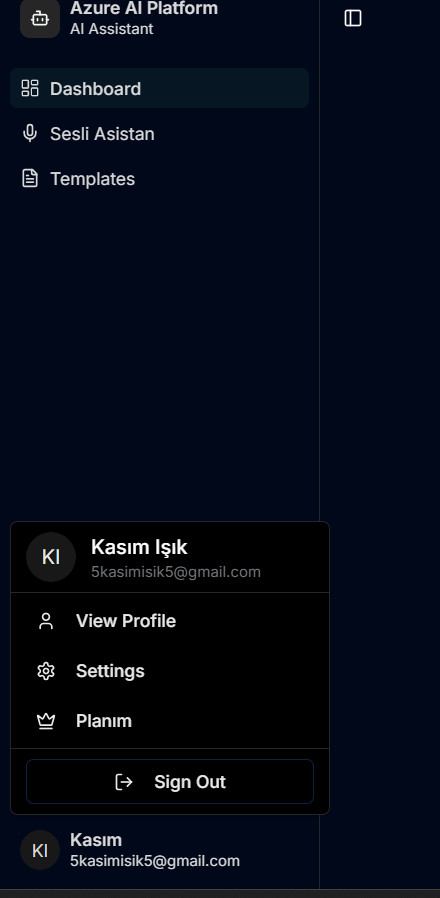 Azure AI Platform
AI Assistant
Dashboard
Sesli Asistan
Templates
KI
Kasım Işık
5kasimisik5@gmail.com
View Profile
Settings
Planım
Sign Out
KI
Kasım
5kasimisik5@gmail.com